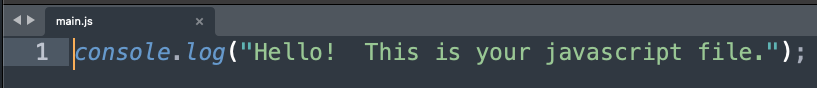 main.js
1 console.log("Hello!  This is your javascript file.");